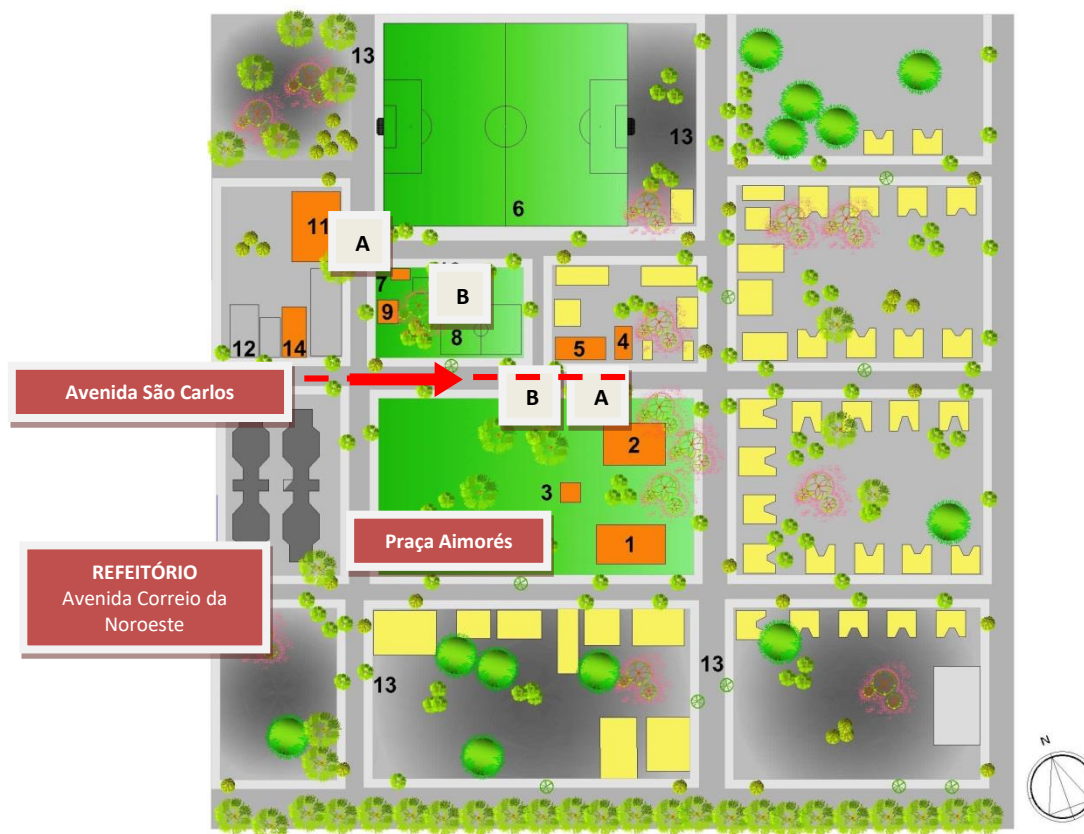 13
13
6
11
A
7
B
9
8
12
14
5
4
Avenida São Carlos
B
A
2
3
Praça Aimorés
1
REFEITÓRIO
Avenida Correio da
Noroeste
13
13
N